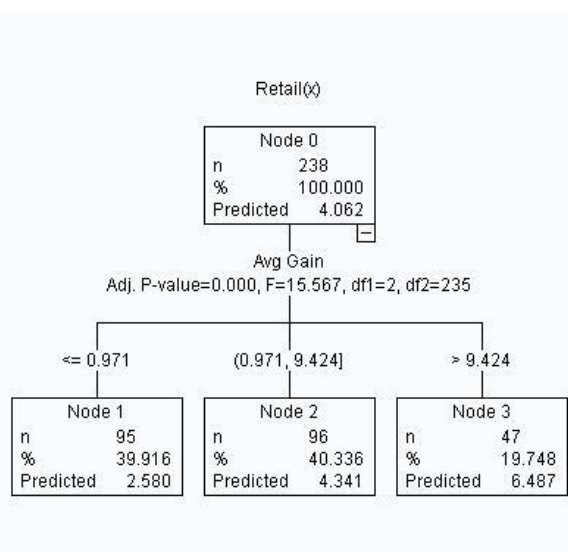 Retail(x)
Node 0
n 238
% 100.000
Predicted 4.062
Avg Gain
Adj. P-value=0.000, F=15.567, df1=2, df2=235
<= 0.971
(0.971, 9.424]
> 9.424
Node 1
n 95
% 39.916
Predicted 2.580
Node 2
n 96
% 40.336
Predicted 4.341
Node 3
n 47
% 19.748
Predicted 6.487